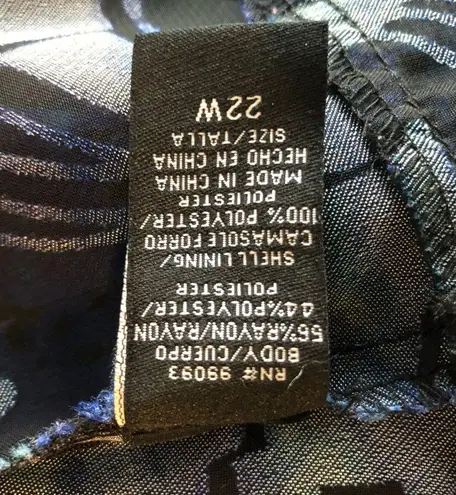 RN# 99093
BODY/CUERPO
56%RAYON/RAYON
44%POLYESTER/
POLIESTER
SHELL LINING/
CAMASOLE FORRO
100% POLYESTER/
POLIESTER
MADE IN CHINA
HECHO EN CHINA
SIZE/TALLA
22W